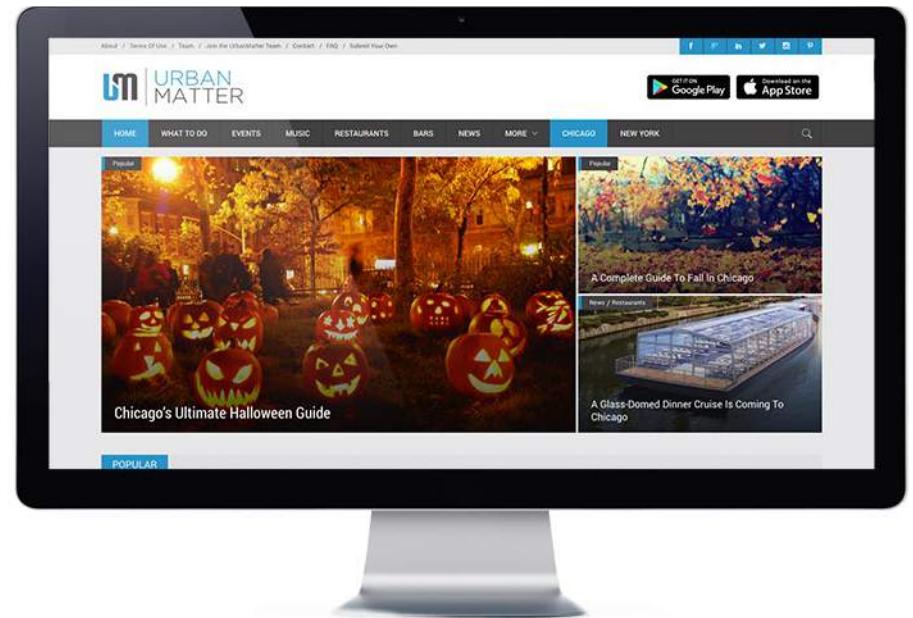 About / Terms Of Use / Team / Join the UrbanMatter Team / Contact / FAQ / Submit Your Own
UM URBAN
MATTER
GET IT ON
Google Play
Download on the
App Store
HOME WHAT TO DO EVENTS MUSIC RESTAURANTS BARS NEWS MORE CHICAGO NEW YORK
Popular
Chicago's Ultimate Halloween Guide
Popular
A Complete Guide To Fall In Chicago
News / Restaurants
A Glass-Domed Dinner Cruise Is Coming To
Chicago
POPULAR